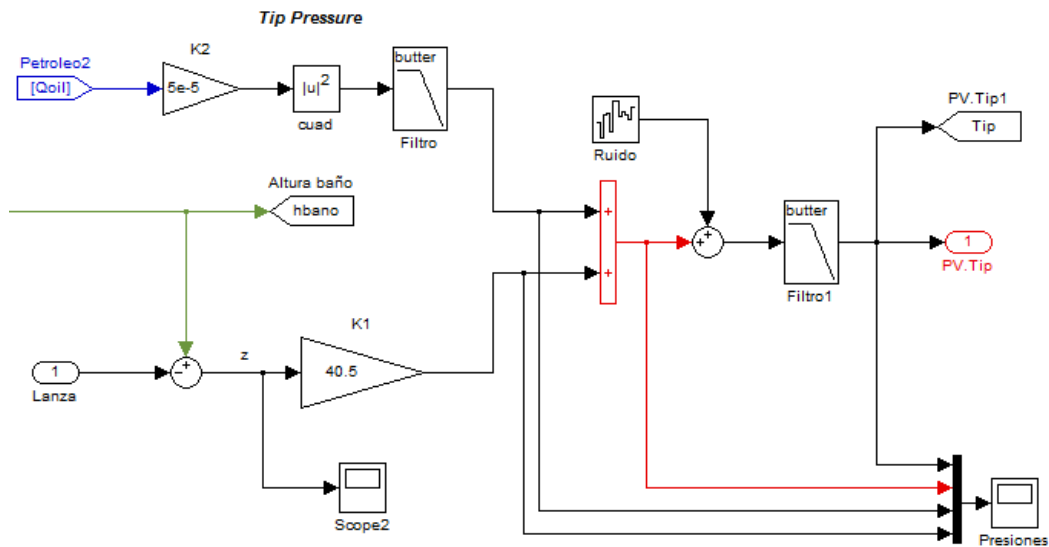 Tip Pressure
K2
Petroleo2
[Qoil]
5e-5
|u|²
cuad
butter
Filtro
Ruido
PV.Tip1
Tip
Altura baño
hbano
+
+
+
+
butter
Filtro1
1
PV.Tip
K1
40.5
+
−
z
1
Lanza
Scope2
Presiones